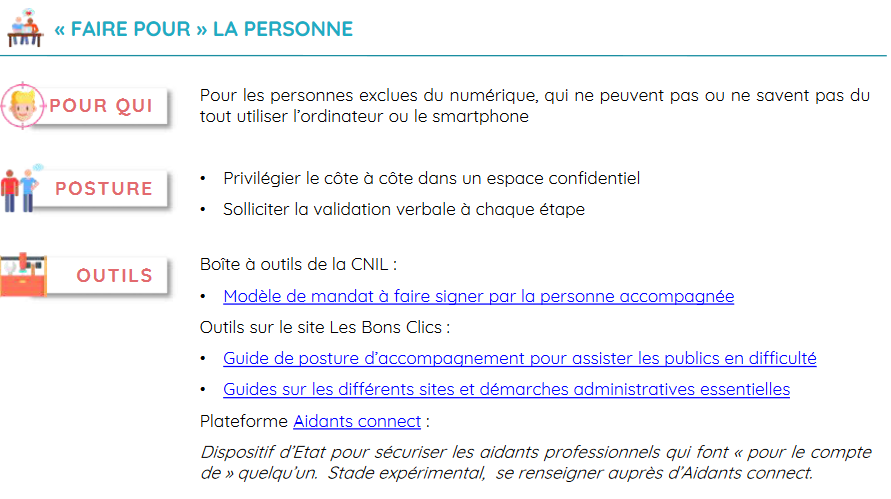 « FAIRE POUR » LA PERSONNE
POUR QUI
Pour les personnes exclues du numérique, qui ne peuvent pas ou ne savent pas du
tout utiliser l'ordinateur ou le smartphone
POSTURE
• Privilégier le côte à côte dans un espace confidentiel
• Solliciter la validation verbale à chaque étape
OUTILS
Boîte à outils de la CNIL :
• Modèle de mandat à faire signer par la personne accompagnée
Outils sur le site Les Bons Clics :
• Guide de posture d'accompagnement pour assister les publics en difficulté
• Guides sur les différents sites et démarches administratives essentielles
Plateforme Aidants connect :
Dispositif d'Etat pour sécuriser les aidants professionnels qui font « pour le compte
de » quelqu'un. Stade expérimental, se renseigner auprès d'Aidants connect.